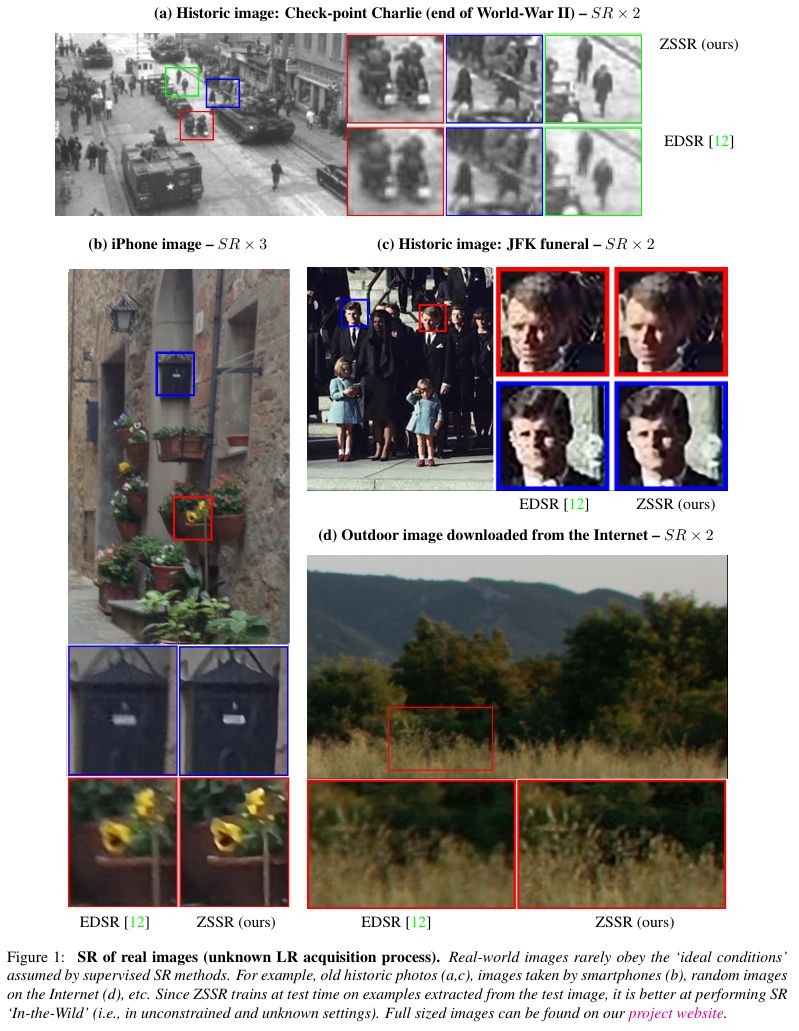 (a) Historic image: Check-point Charlie (end of World-War II) – SR × 2
ZSSR (ours)
EDSR [12]
(b) iPhone image – SR × 3
(c) Historic image: JFK funeral – SR × 2
EDSR [12]
ZSSR (ours)
(d) Outdoor image downloaded from the Internet – SR × 2
EDSR [12]
ZSSR (ours)
EDSR [12]
ZSSR (ours)
Figure 1: SR of real images (unknown LR acquisition process). Real-world images rarely obey the ‘ideal conditions’
assumed by supervised SR methods. For example, old historic photos (a,c), images taken by smartphones (b), random images
on the Internet (d), etc. Since ZSSR trains at test time on examples extracted from the test image, it is better at performing SR
‘In-the-Wild’ (i.e., in unconstrained and unknown settings). Full sized images can be found on our project website.